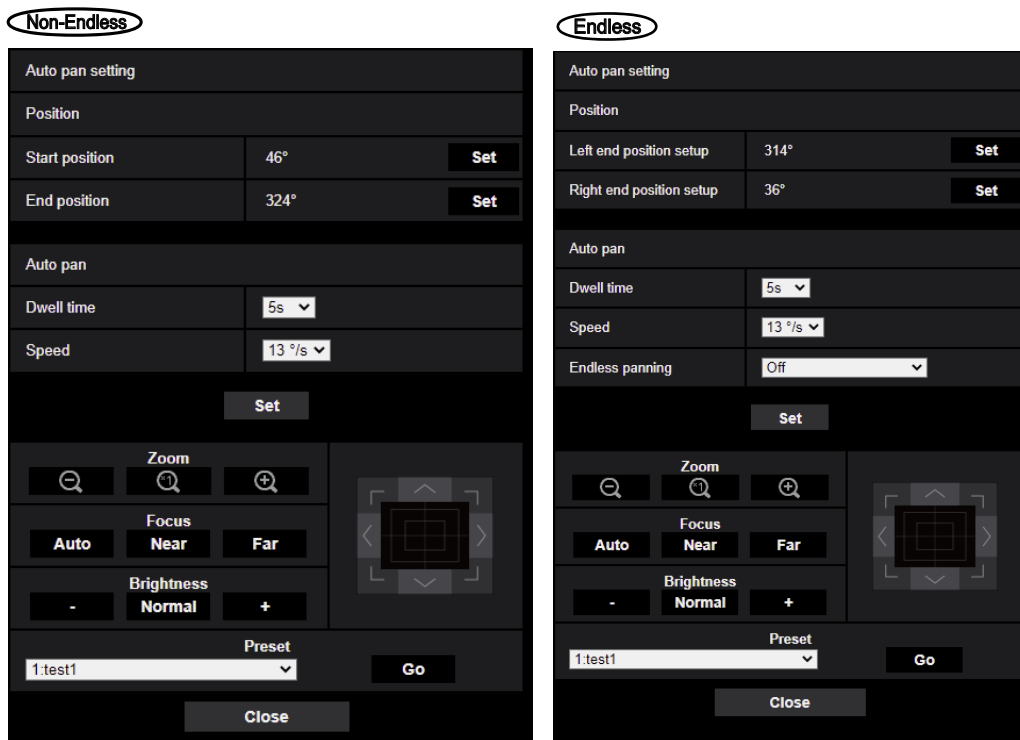 Non-Endless
Auto pan setting
Position
Start position 46° Set
End position 324° Set
Auto pan
Dwell time 5s
Speed 13 °/s
Set
Zoom
×1
Focus
Auto Near Far
Brightness
- Normal +
Preset
1:test1 Go
Close
Endless
Auto pan setting
Position
Left end position setup 314° Set
Right end position setup 36° Set
Auto pan
Dwell time 5s
Speed 13 °/s
Endless panning Off
Set
Zoom
×1
Focus
Auto Near Far
Brightness
- Normal +
Preset
1:test1 Go
Close